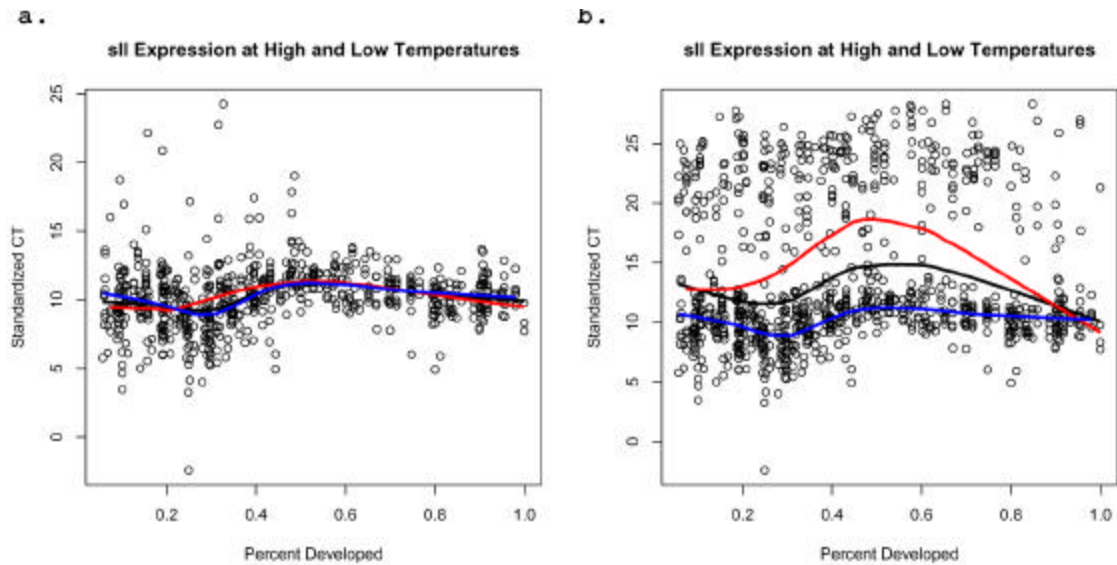 a.
sll Expression at High and Low Temperatures
Standardized CT
25
20
15
10
5
0
0.2 0.4 0.6 0.8 1.0
Percent Developed
b.
sll Expression at High and Low Temperatures
Standardized CT
25
20
15
10
5
0
0.2 0.4 0.6 0.8 1.0
Percent Developed